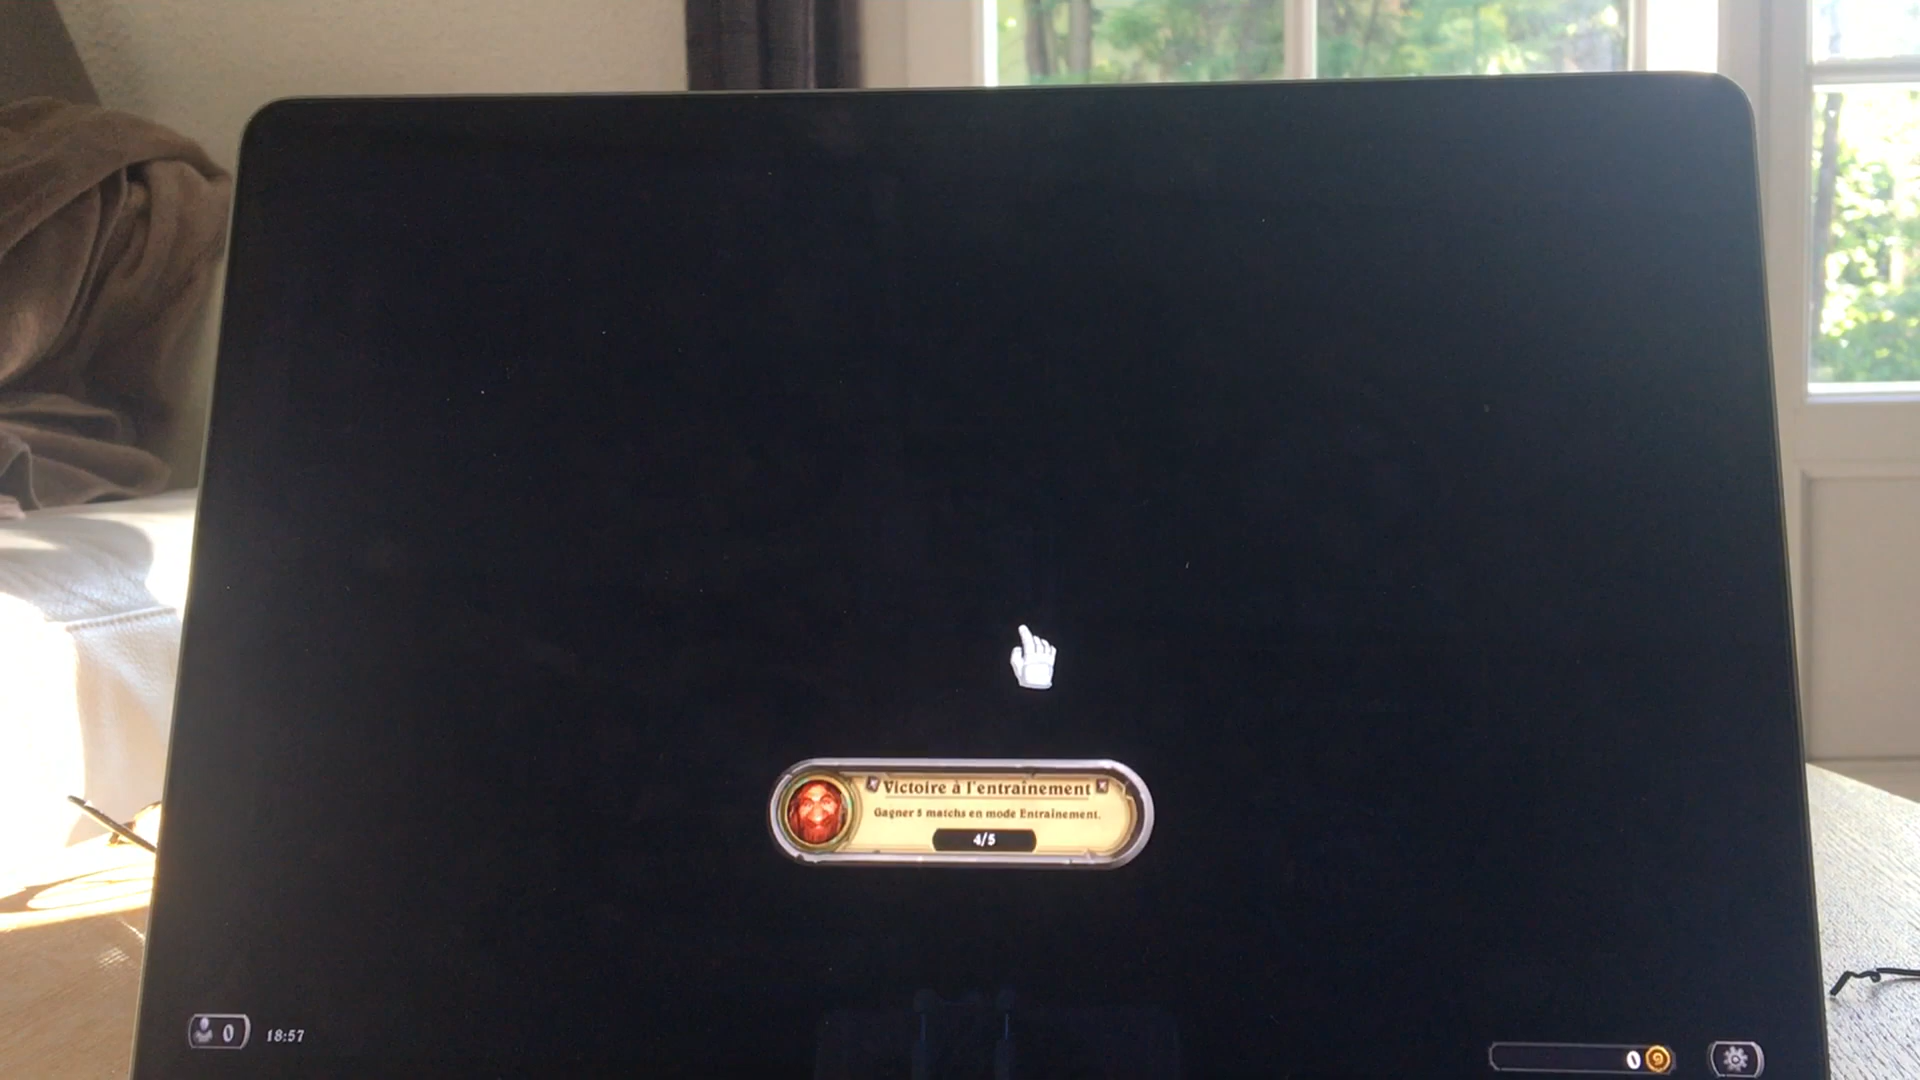 Victoire à l'entraînement
Gagner 5 matchs en mode Entraînement.
4/5
0
18:57
0